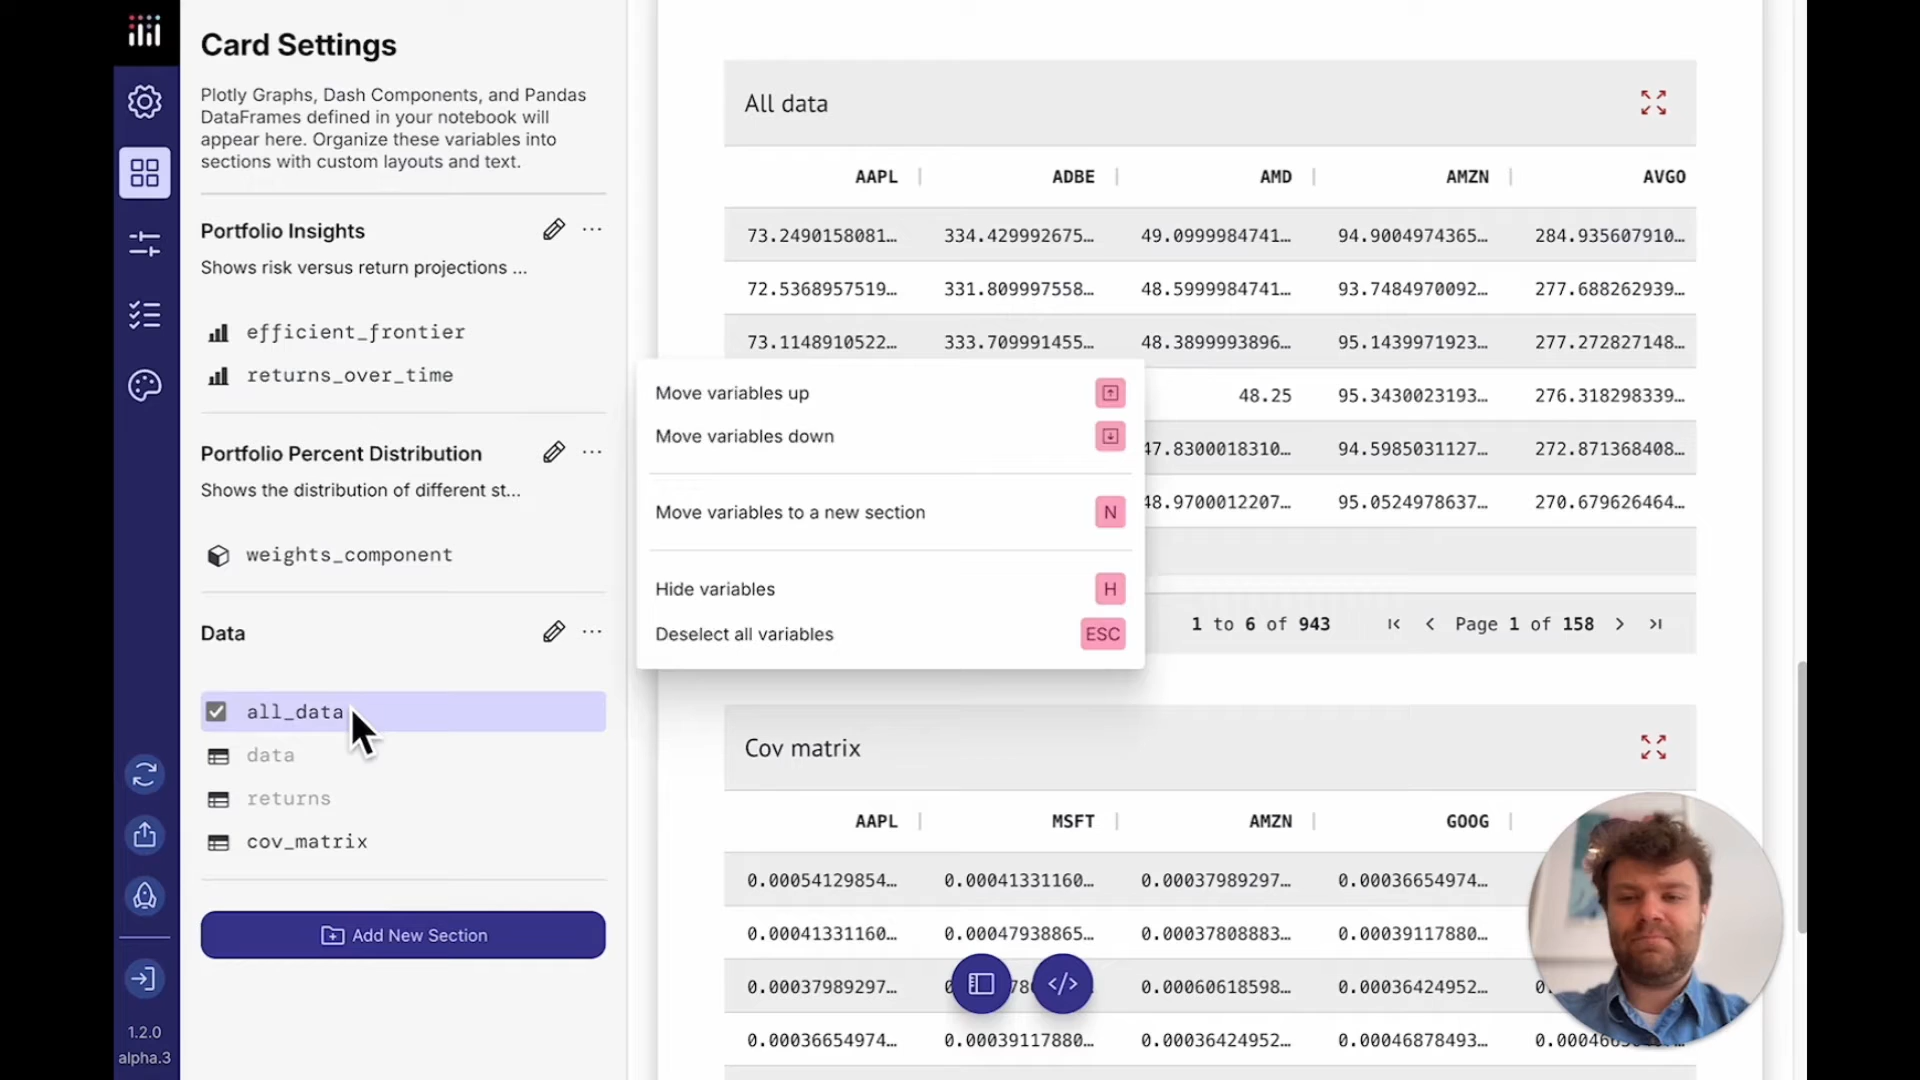 Card Settings
Plotly Graphs, Dash Components, and Pandas
DataFrames defined in your notebook will
appear here. Organize these variables into
sections with custom layouts and text.
Portfolio Insights
Shows risk versus return projections ...
efficient_frontier
returns_over_time
Portfolio Percent Distribution
Shows the distribution of different st...
weights_component
Data
all_data
data
returns
cov_matrix
Add New Section
1.2.0
alpha.3
Move variables up
Move variables down
Move variables to a new section N
Hide variables H
Deselect all variables ESC
All data
AAPL ADBE AMD AMZN AVGO
73.2490158081... 334.429992675... 49.0999984741... 94.9004974365... 284.935607910...
72.5368957519... 331.809997558... 48.5999984741... 93.7484970092... 277.688262939...
73.1148910522... 333.709991455... 48.3899993896... 95.1439971923... 277.272827148...
48.25 95.3430023193... 276.318298339...
47.8300018310... 94.5985031127... 272.871368408...
48.9700012207... 95.0524978637... 270.679626464...
1 to 6 of 943 Page 1 of 158
Cov matrix
AAPL MSFT AMZN GOOG
0.00054129854... 0.00041331160... 0.00037989297... 0.00036654974...
0.00041331160... 0.00047938865... 0.00037808883... 0.00039117880...
0.00037989297... 0.00060618598... 0.00036424952...
0.00036654974... 0.00039117880... 0.00036424952... 0.00046878493...